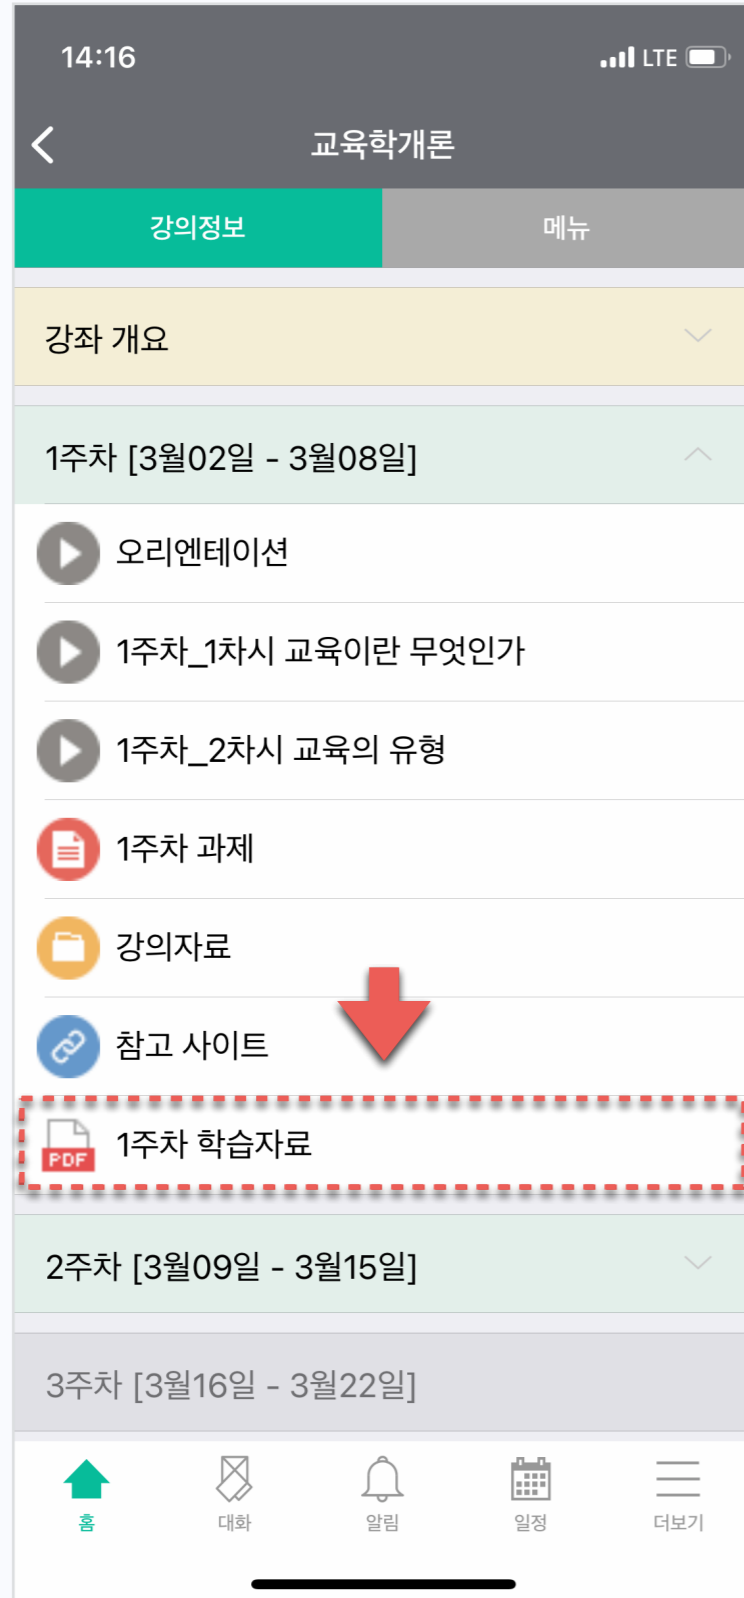 14:16
LTE
교육학개론
강의정보
메뉴
강좌 개요
1주차 [3월02일 - 3월08일]
오리엔테이션
1주차_1차시 교육이란 무엇인가
1주차_2차시 교육의 유형
1주차 과제
강의자료
참고 사이트
PDF
1주차 학습자료
2주차 [3월09일 - 3월15일]
3주차 [3월16일 - 3월22일]
홈
대화
알림
일정
더보기